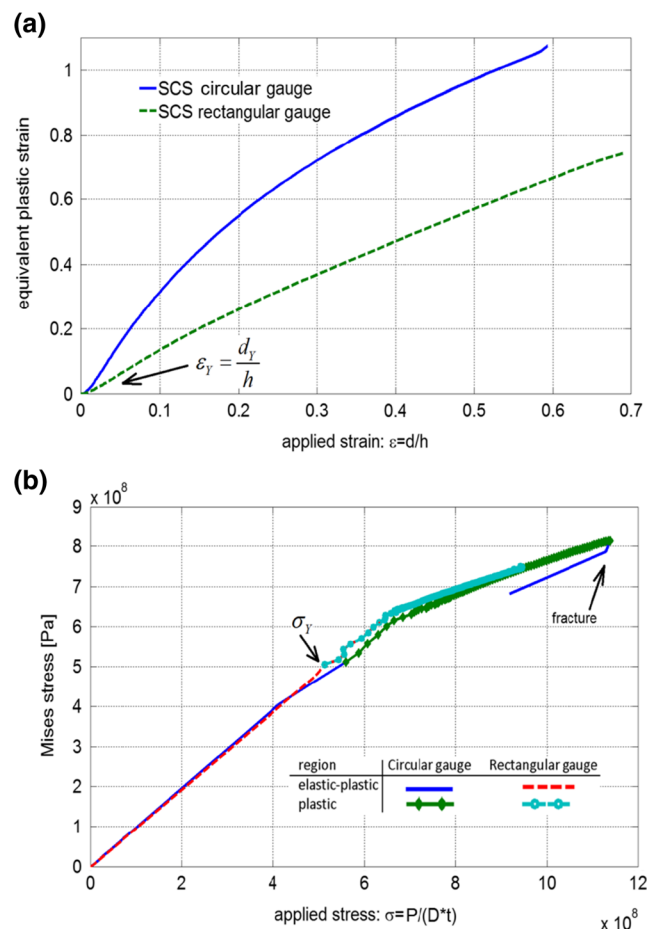 (a)
1
0.8
0.6
0.4
0.2
0
equivalent plastic strain
SCS circular gauge
SCS rectangular gauge
ε_Y = d_Y / h
0 0.1 0.2 0.3 0.4 0.5 0.6 0.7
applied strain: ε=d/h
(b)
x 10^8
9
8
7
6
5
4
3
2
1
0
Mises stress [Pa]
σ_Y
fracture
region Circular gauge Rectangular gauge
elastic-plastic
plastic
0 2 4 6 8 10 12
applied stress: σ=P/(D*t)
x 10^8